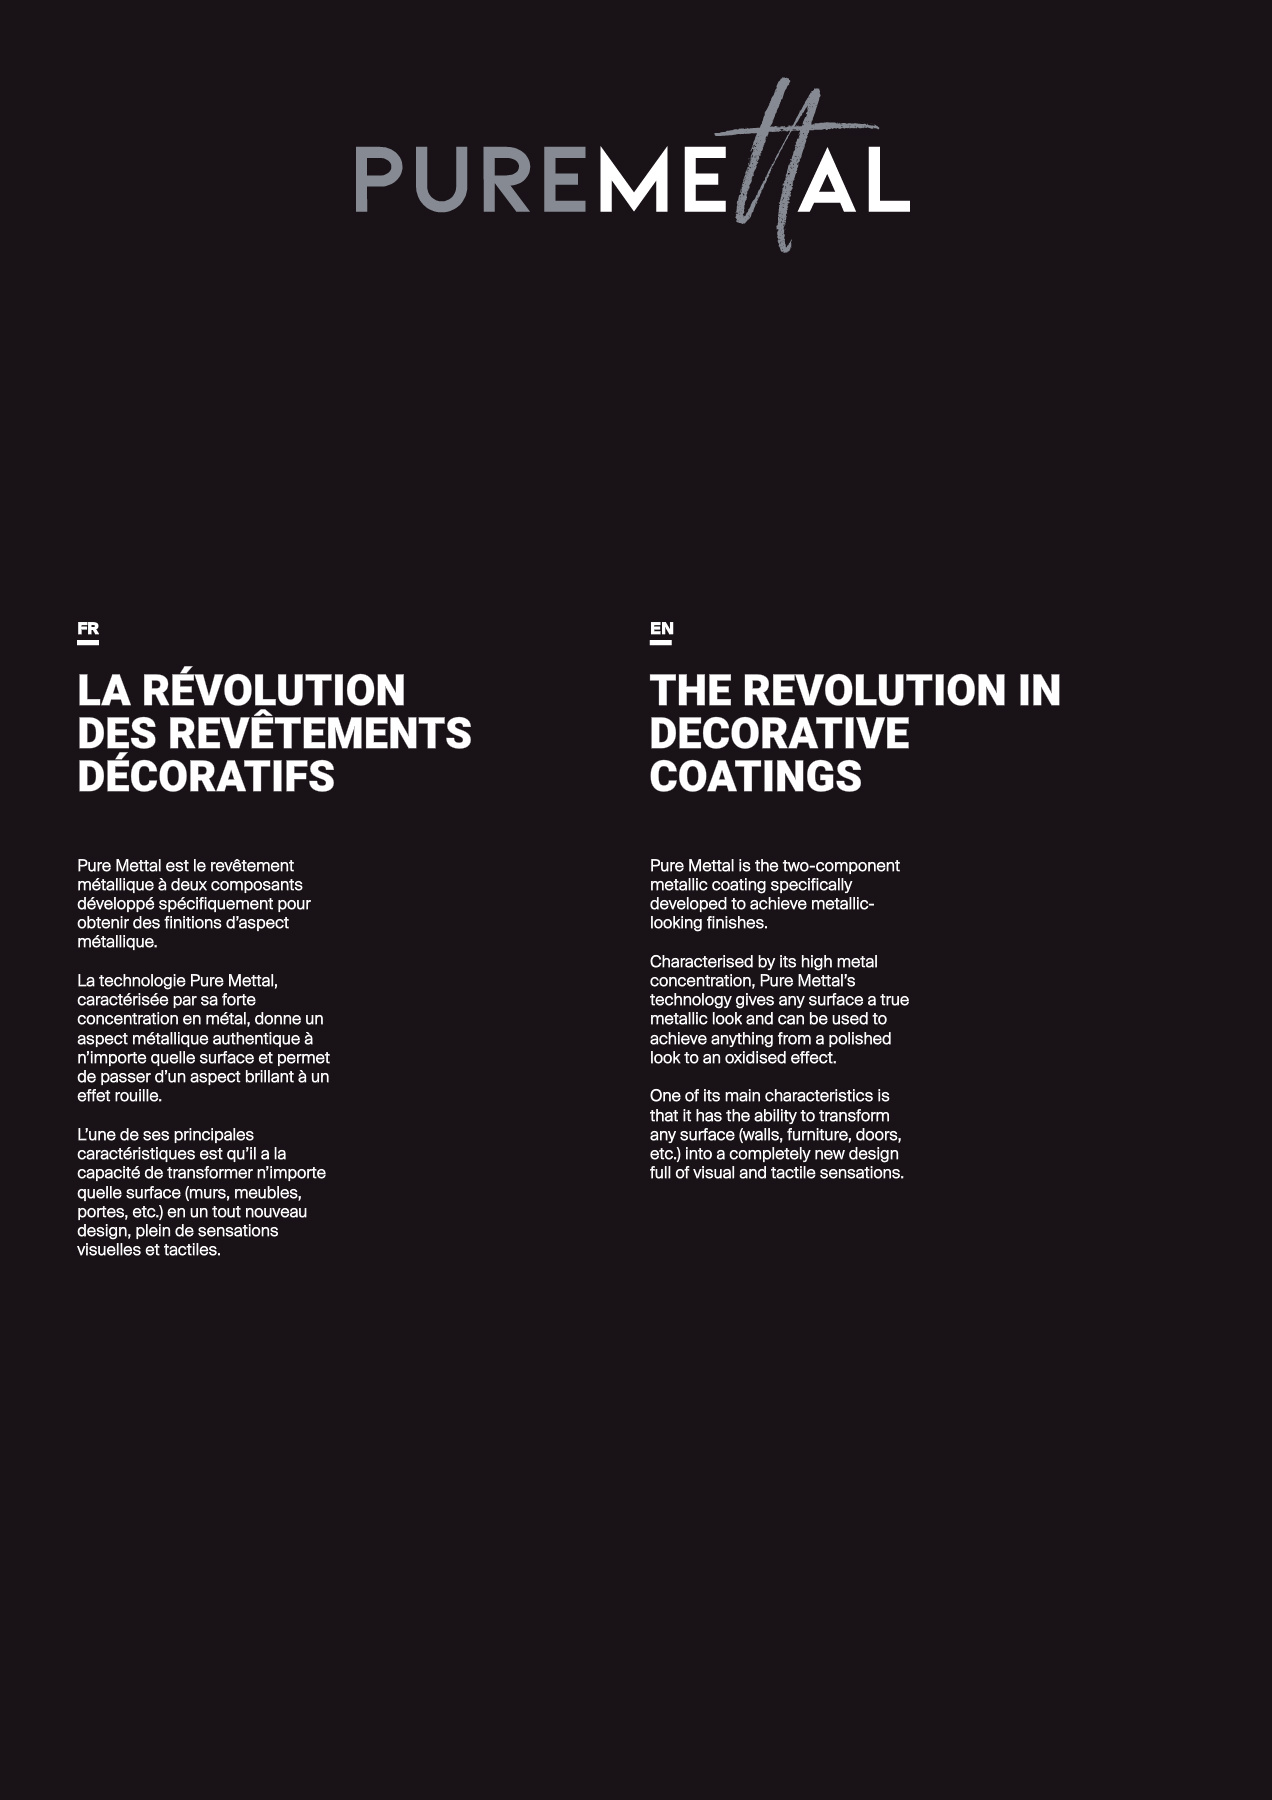 PUREMETTAL
FR
LA RÉVOLUTION
DES REVÊTEMENTS
DÉCORATIFS
Pure Mettal est le revêtement
métallique à deux composants
développé spécifiquement pour
obtenir des finitions d’aspect
métallique.
La technologie Pure Mettal,
caractérisée par sa forte
concentration en métal, donne un
aspect métallique authentique à
n’importe quelle surface et permet
de passer d’un aspect brillant à un
effet rouille.
L’une de ses principales
caractéristiques est qu’il a la
capacité de transformer n’importe
quelle surface (murs, meubles,
portes, etc.) en un tout nouveau
design, plein de sensations
visuelles et tactiles.
EN
THE REVOLUTION IN
DECORATIVE
COATINGS
Pure Mettal is the two-component
metallic coating specifically
developed to achieve metallic-
looking finishes.
Characterised by its high metal
concentration, Pure Mettal’s
technology gives any surface a true
metallic look and can be used to
achieve anything from a polished
look to an oxidised effect.
One of its main characteristics is
that it has the ability to transform
any surface (walls, furniture, doors,
etc.) into a completely new design
full of visual and tactile sensations.